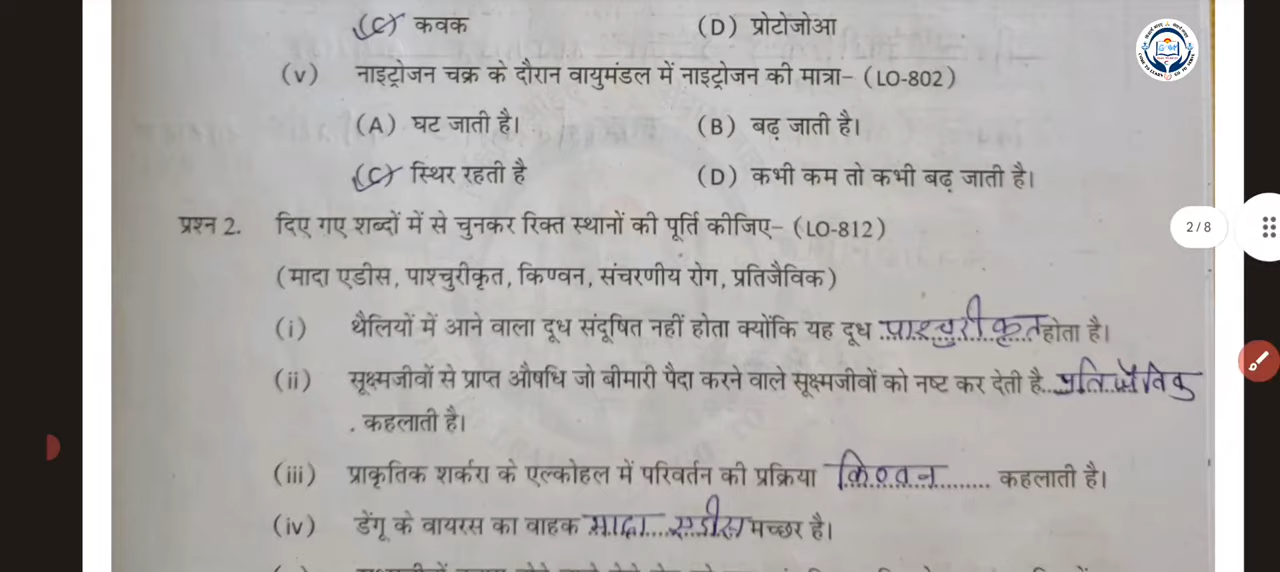 (C) कवक (D) प्रोटोजोआ
(v) नाइट्रोजन चक्र के दौरान वायुमंडल में नाइट्रोजन की मात्रा– (LO-802)
(A) घट जाती है। (B) बढ़ जाती है।
(C) स्थिर रहती है (D) कभी कम तो कभी बढ़ जाती है।
प्रश्न 2. दिए गए शब्दों में से चुनकर रिक्त स्थानों की पूर्ति कीजिए– (LO-812)
2/8
(मादा एडीस, पाश्चुरीकृत, किण्वन, संचरणीय रोग, प्रतिजैविक)
(i) थैलियों में आने वाला दूध संदूषित नहीं होता क्योंकि यह दूध पाश्चुरीकृत होता है।
(ii) सूक्ष्मजीवों से प्राप्त औषधि जो बीमारी पैदा करने वाले सूक्ष्मजीवों को नष्ट कर देती है...प्रतिजैविक
. कहलाती है।
(iii) प्राकृतिक शर्करा के एल्कोहल में परिवर्तन की प्रक्रिया किण्वन ........ कहलाती है।
(iv) डेंगू के वायरस का वाहक मादा एडीस मच्छर है।